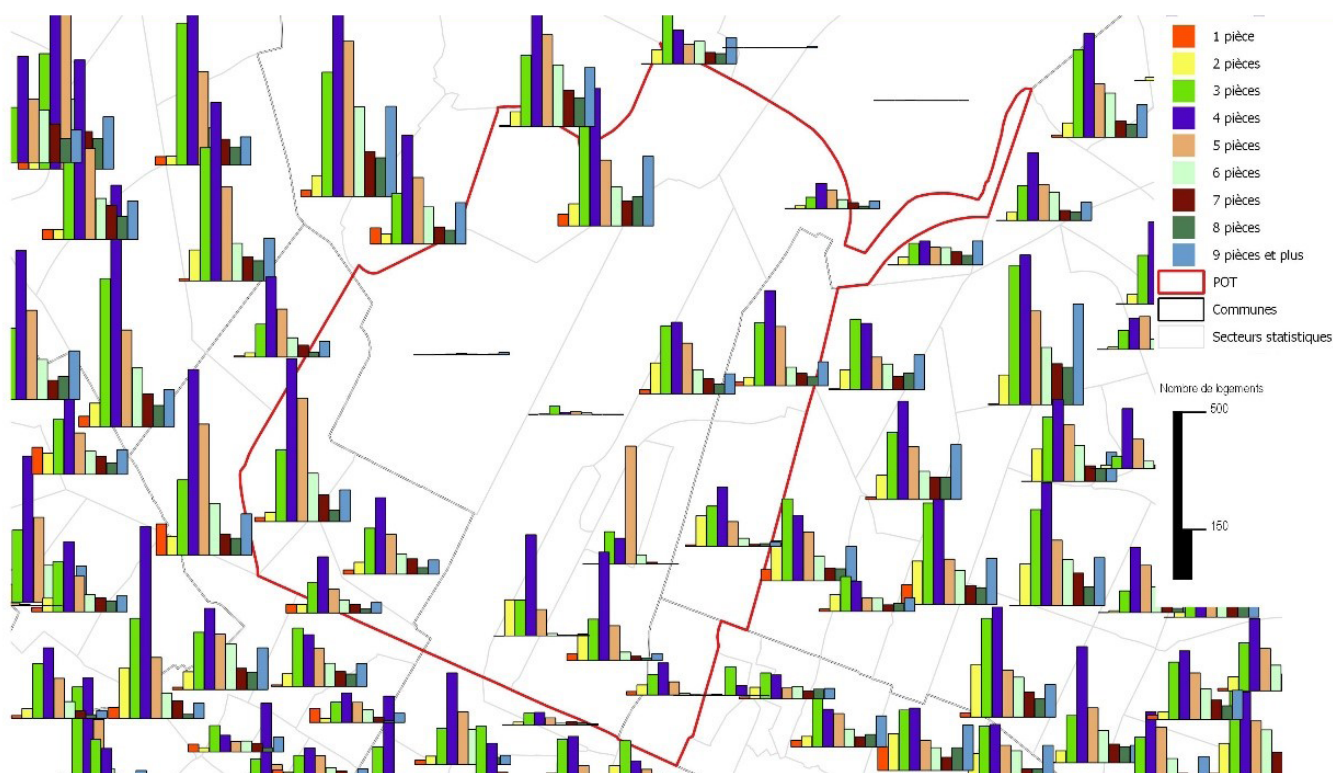 1 pièce
2 pièces
3 pièces
4 pièces
5 pièces
6 pièces
7 pièces
8 pièces
9 pièces et plus
POT
Communes
Secteurs statistiques
Nombre de logements
500
150